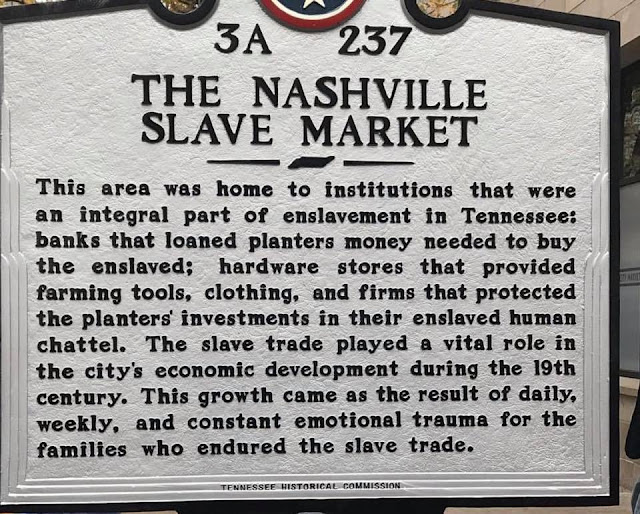 3A 237
THE NASHVILLE
SLAVE MARKET
This area was home to institutions that were
an integral part of enslavement in Tennessee:
banks that loaned planters money needed to buy
the enslaved; hardware stores that provided
farming tools, clothing, and firms that protected
the planters' investments in their enslaved human
chattel. The slave trade played a vital role in
the city's economic development during the 19th
century. This growth came as the result of daily,
weekly, and constant emotional trauma for the
families who endured the slave trade.
TENNESSEE HISTORICAL COMMISSION